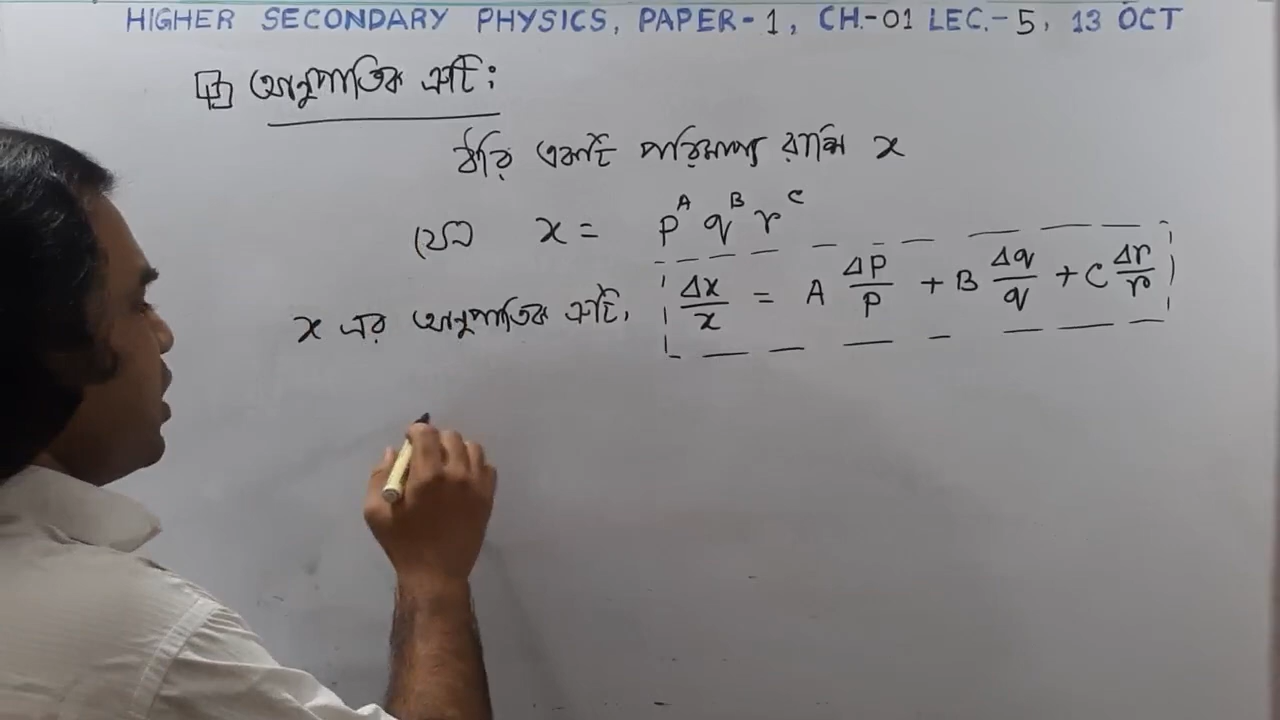 HIGHER SECONDARY PHYSICS, PAPER-1, CH.-01 LEC.-5, 13 OCT
আনুপাতিক ত্রুটি:
ধরি একটি পরিমাপ্য রাশি x
যেন x = P^A q^B r^C
x এর আনুপাতিক ত্রুটি, Δx/x = A ΔP/P + B Δq/q + C Δr/r